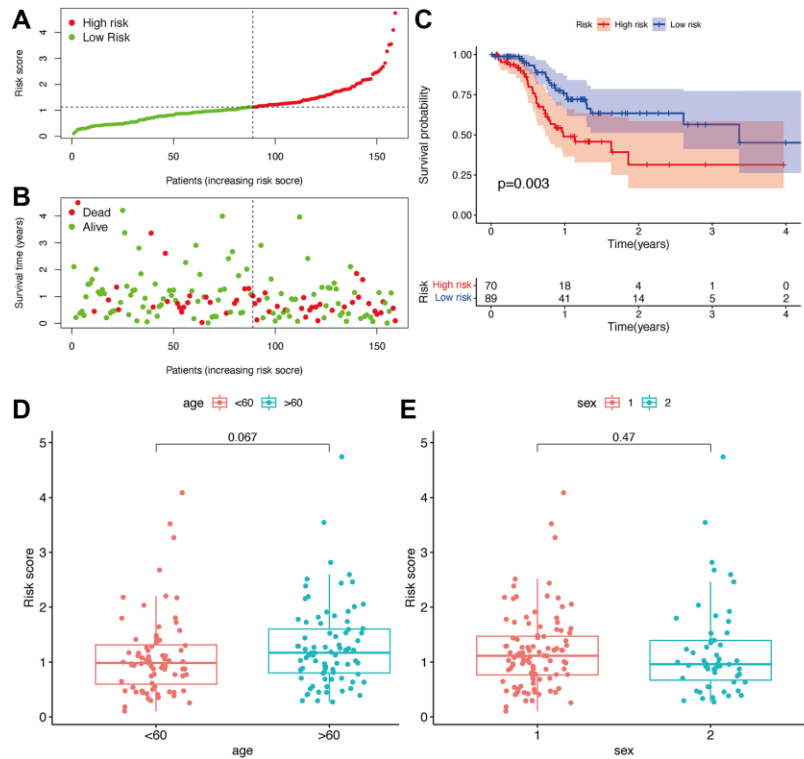 A
High risk
Low Risk
Risk score
0 1 2 3 4
0 50 100 150
Patients (increasing risk socre)
B
Dead
Alive
Survival time (years)
0 1 2 3 4
0 50 100 150
Patients (increasing risk socre)
C
Risk High risk Low risk
Survival probability
1.00
0.75
0.50
0.25
0.00
p=0.003
0 1 2 3 4
Time(years)
Risk
High risk 70 18 4 1 0
Low risk 89 41 14 5 2
0 1 2 3 4
Time(years)
D
age <60 >60
0.067
Risk score
5
4
3
2
1
0
<60 >60
age
E
sex 1 2
0.47
Risk score
5
4
3
2
1
0
1 2
sex